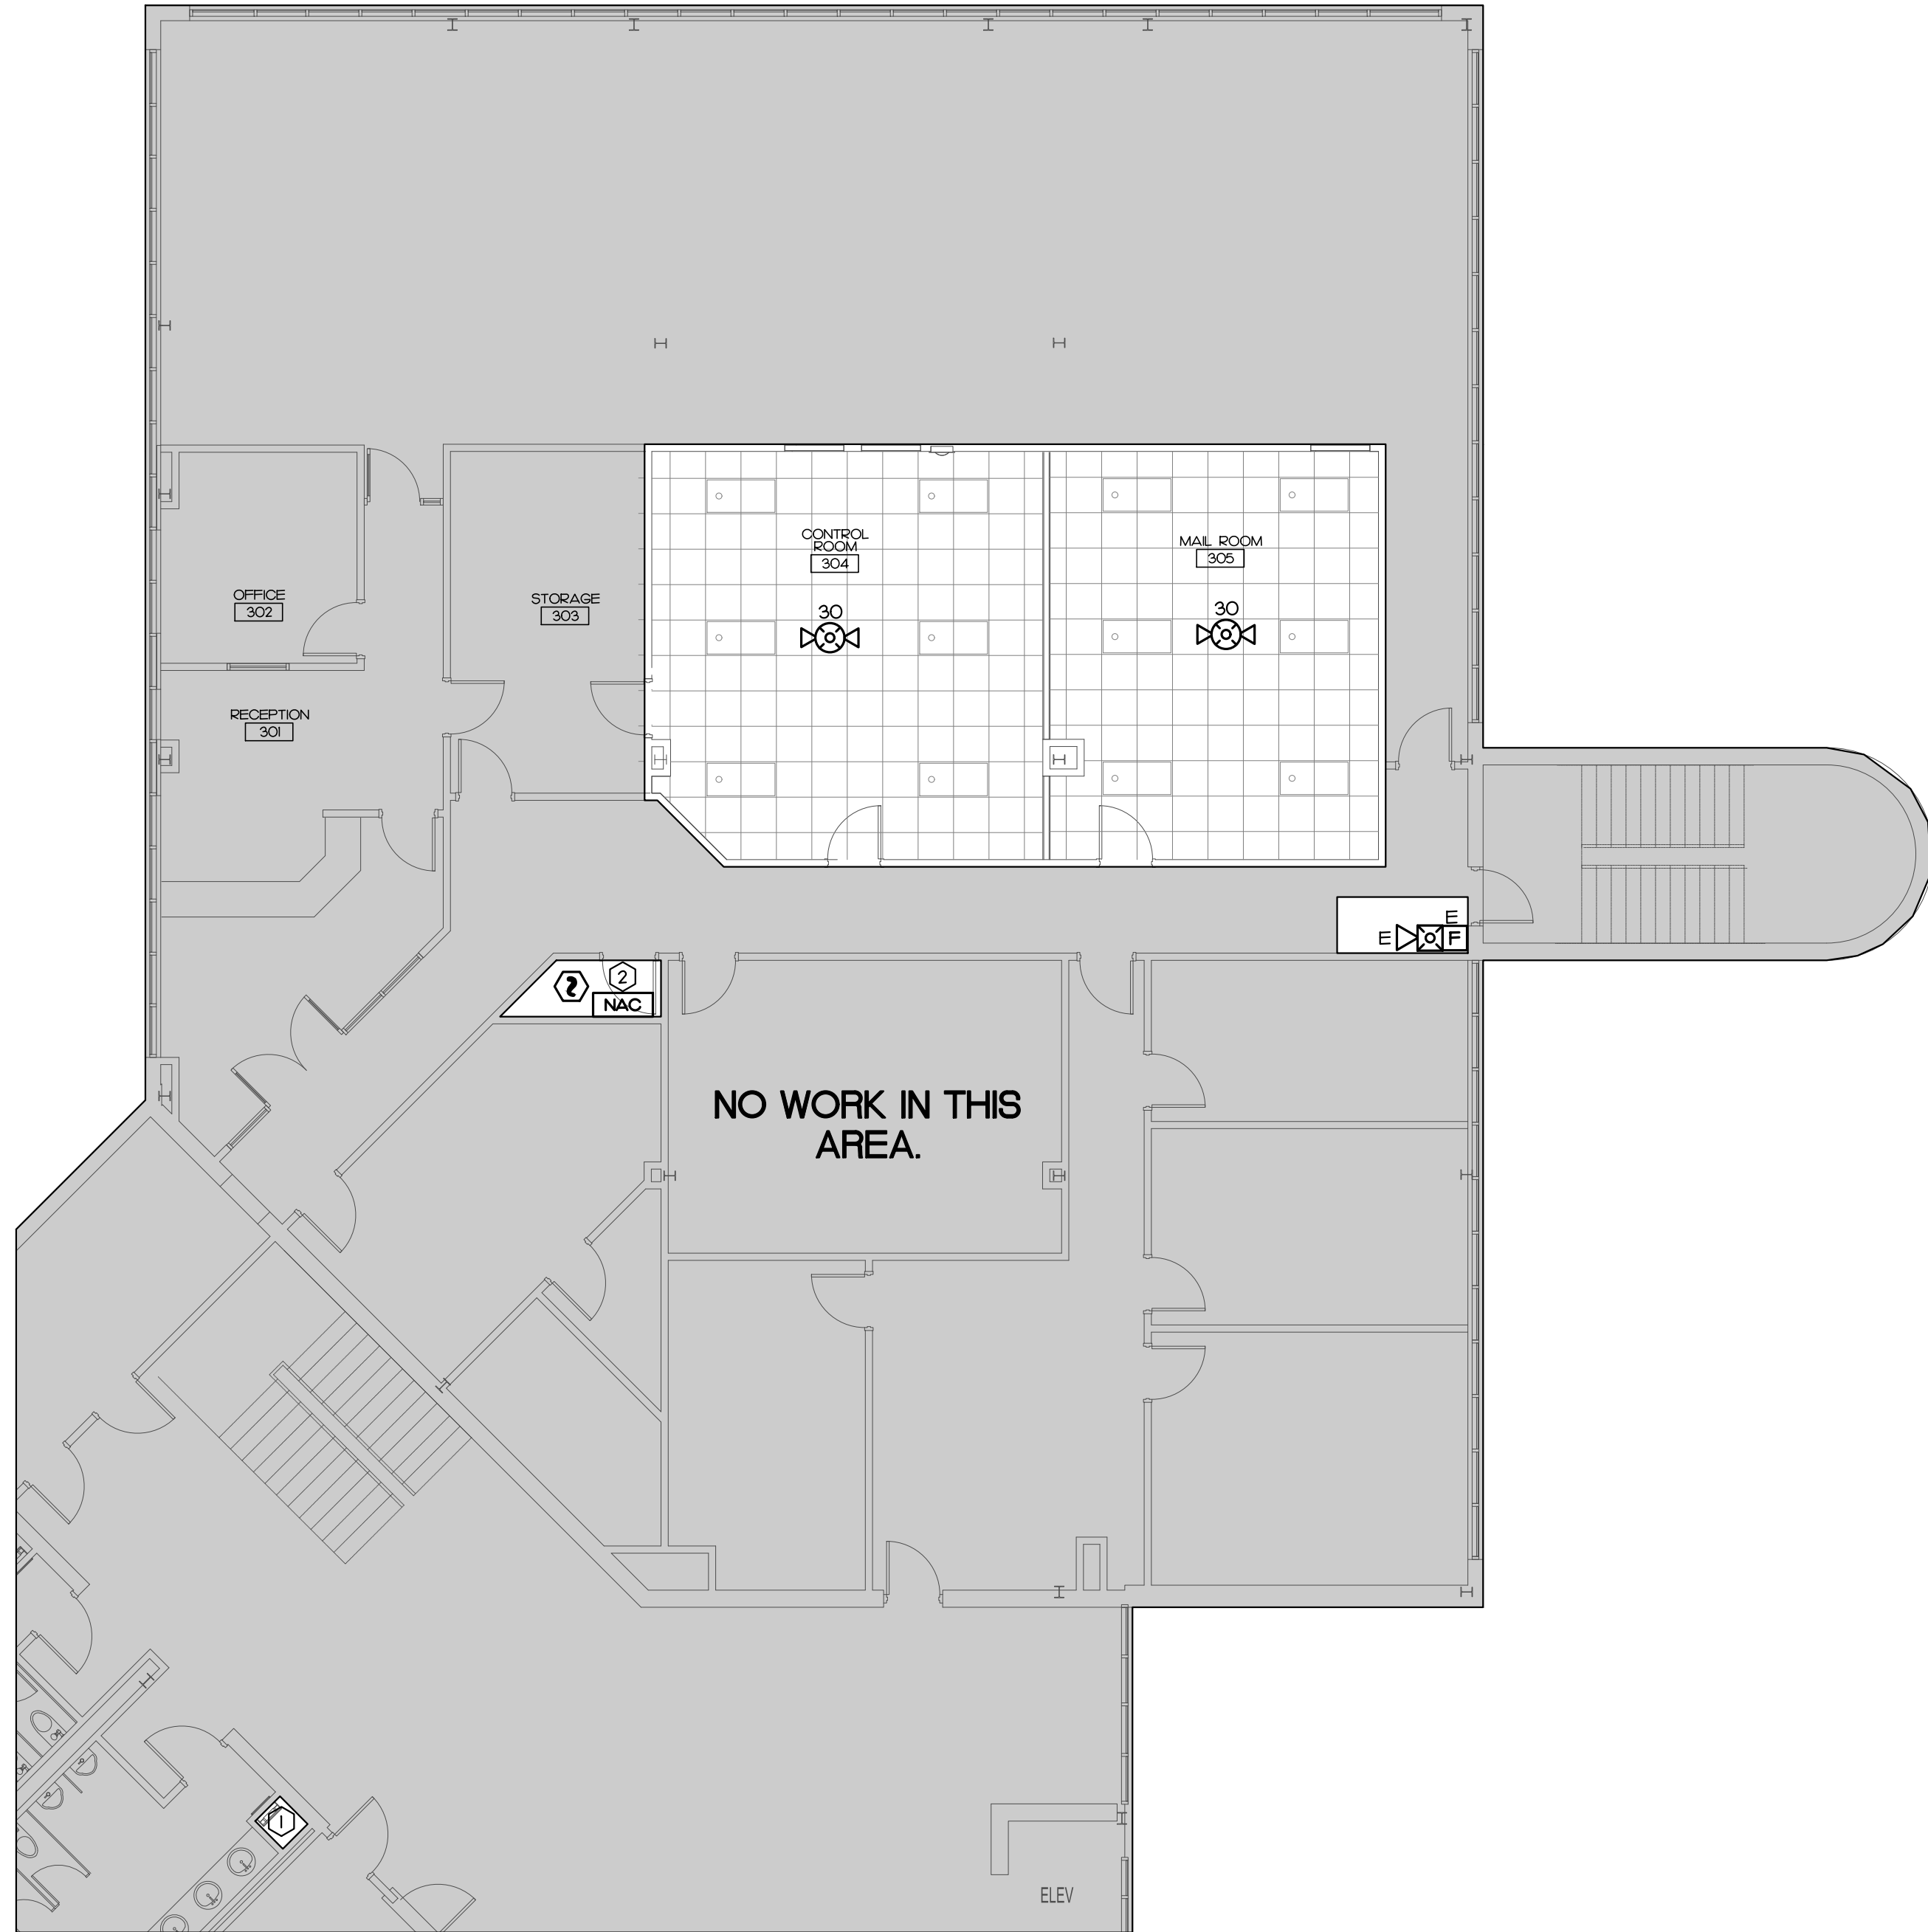 CONTROL
ROOM
304
MAIL ROOM
305
OFFICE
302
STORAGE
303
30
30
RECEPTION
301
E
E
F
2
NAC
NO WORK IN THIS
AREA.
1
ELEV